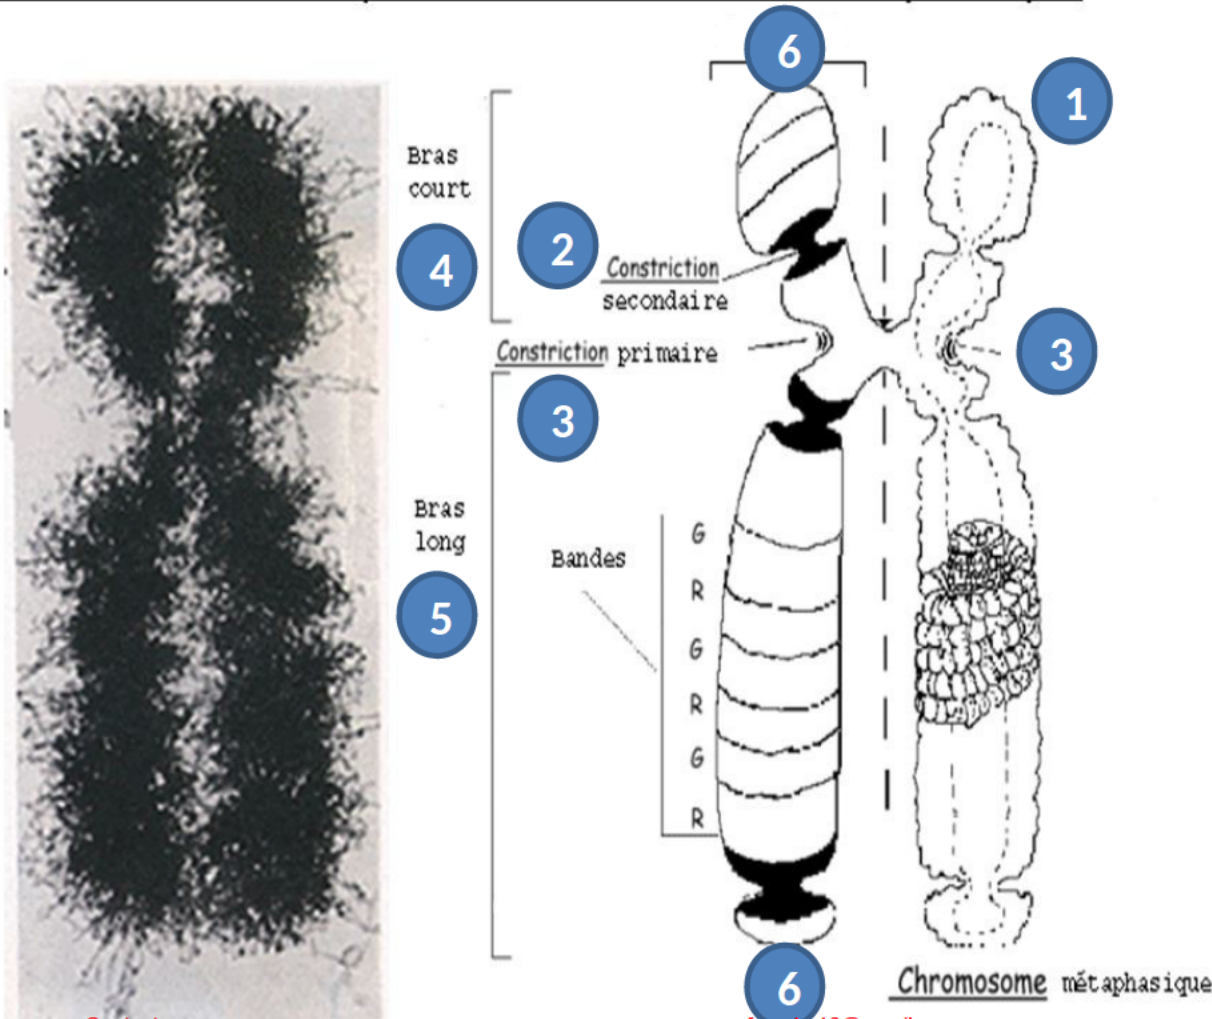 6
1
Bras
court
2
4
Constriction
secondaire
Constriction primaire
3
3
Bras
long
G
Bandes
R
5
G
R
G
R
Chromosome métaphasique
6